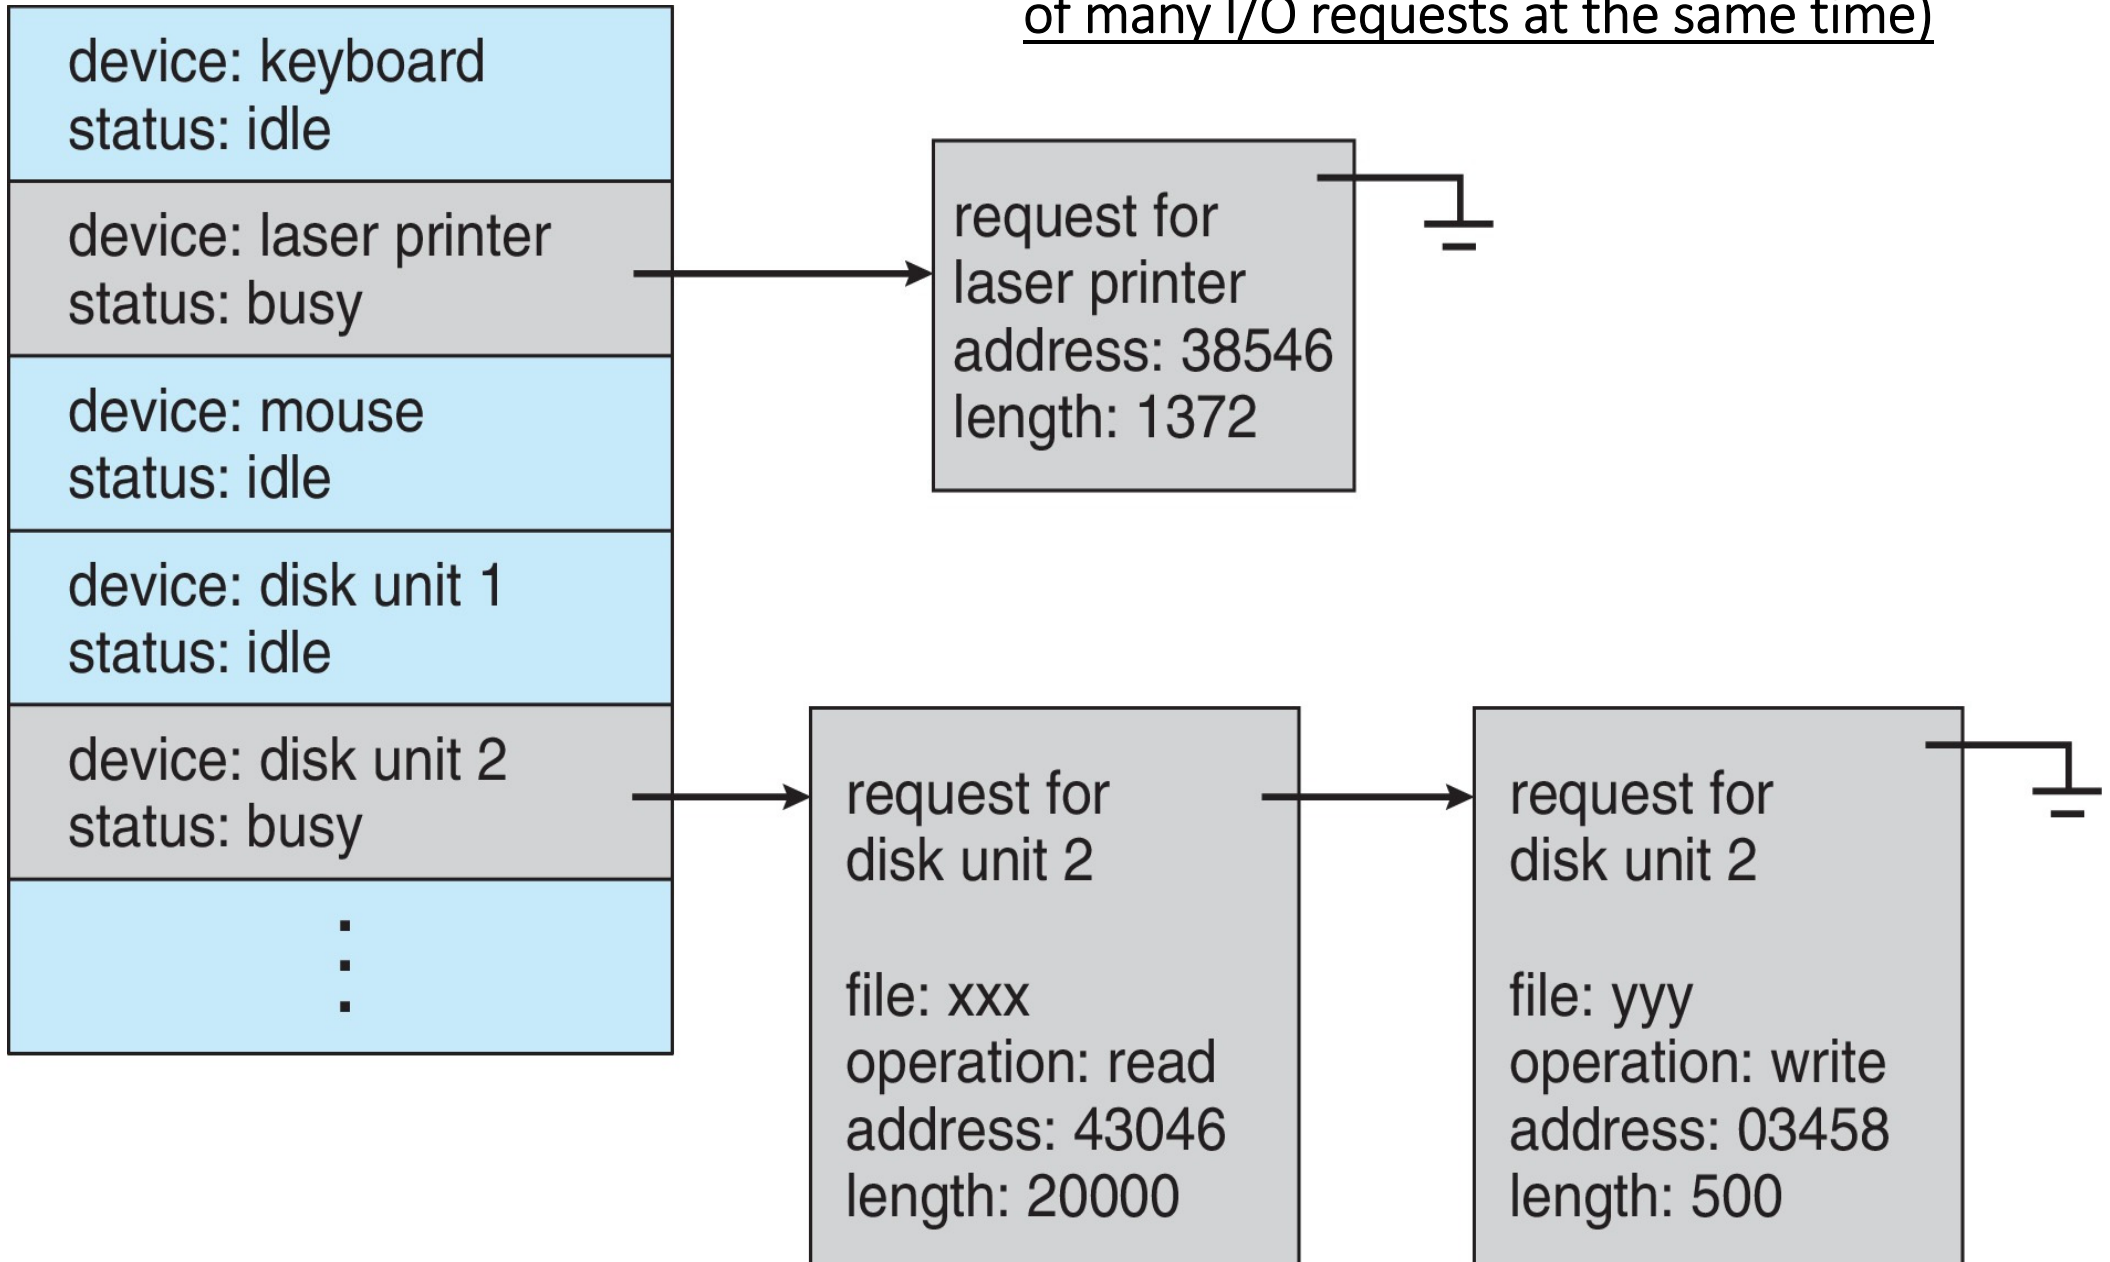 of many I/O requests at the same time)
device: keyboard
status: idle
device: laser printer
status: busy
device: mouse
status: idle
device: disk unit 1
status: idle
device: disk unit 2
status: busy
request for
laser printer
address: 38546
length: 1372
request for
disk unit 2
file: xxx
operation: read
address: 43046
length: 20000
request for
disk unit 2
file: yyy
operation: write
address: 03458
length: 500